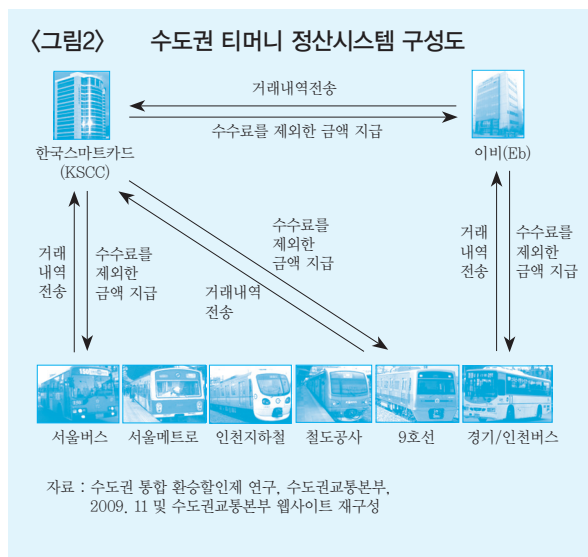 〈그림2〉 수도권 티머니 정산시스템 구성도
거래내역전송
수수료를 제외한 금액 지급
한국스마트카드
(KSCC)
이비(Eb)
거래
내역
전송
수수료를
제외한
금액 지급
수수료를
제외한
금액 지급
거래내역
전송
거래
내역
전송
수수료를
제외한
금액 지급
서울버스 서울메트로 인천지하철 철도공사 9호선 경기/인천버스
자료 : 수도권 통합 환승할인제 연구, 수도권교통본부,
2009. 11 및 수도권교통본부 웹사이트 재구성